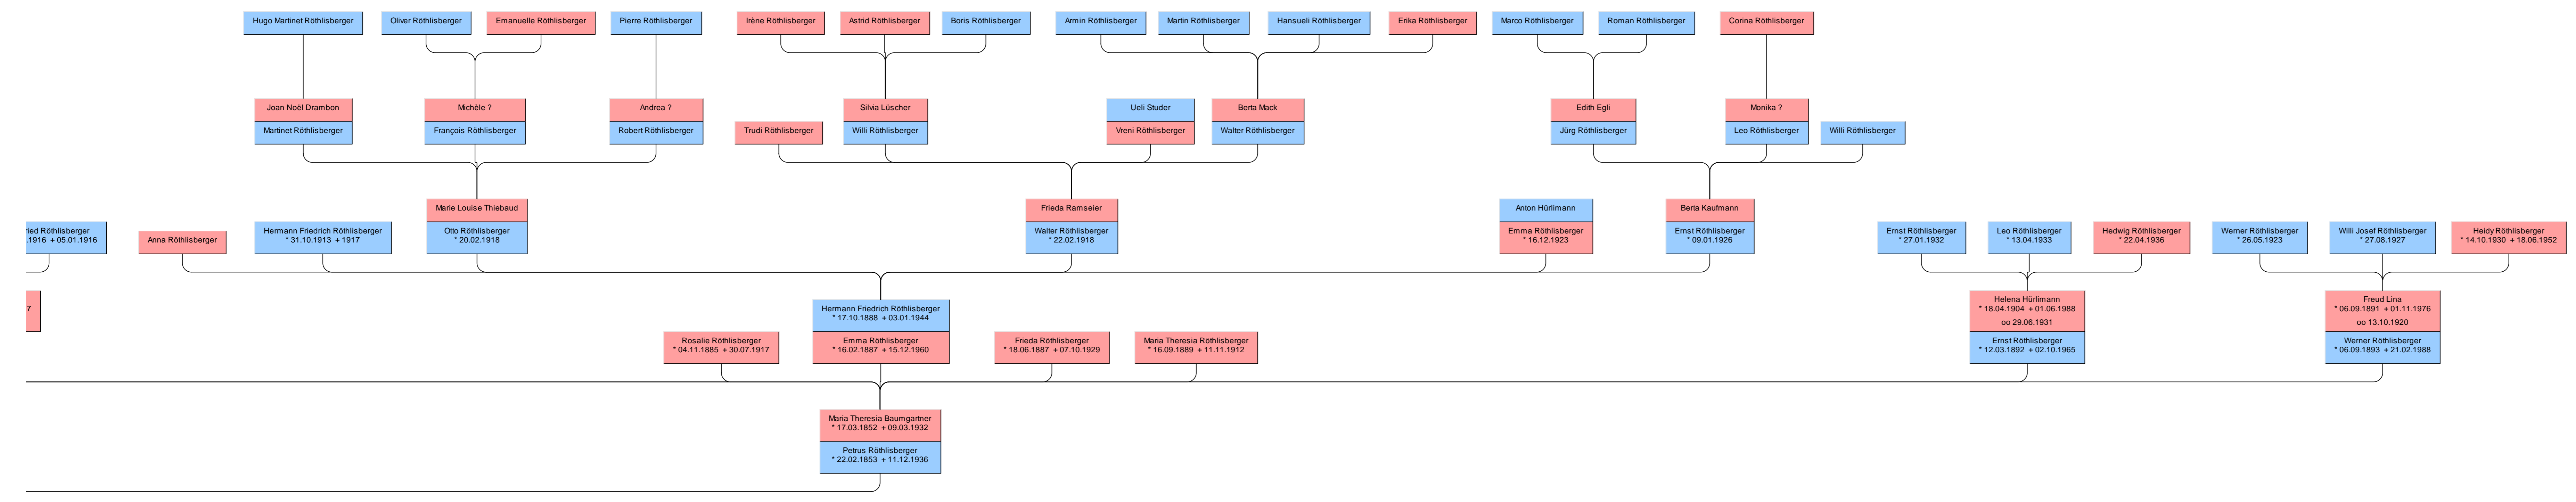 Hugo Martinet Röthlisberger
Oliver Röthlisberger
Emanuelle Röthlisberger
Pierre Röthlisberger
Irène Röthlisberger
Astrid Röthlisberger
Boris Röthlisberger
Armin Röthlisberger
Martin Röthlisberger
Hansueli Röthlisberger
Erika Röthlisberger
Marco Röthlisberger
Roman Röthlisberger
Corina Röthlisberger
Joan Noël Drambon
Martinet Röthlisberger
Michèle ?
François Röthlisberger
Andrea ?
Robert Röthlisberger
Trudi Röthlisberger
Silvia Lüscher
Willi Röthlisberger
Ueli Studer
Vreni Röthlisberger
Berta Mack
Walter Röthlisberger
Edith Egli
Jürg Röthlisberger
Monika ?
Leo Röthlisberger
Willi Röthlisberger
ried Röthlisberger
.1916 + 05.01.1916
Anna Röthlisberger
Hermann Friedrich Röthlisberger
* 31.10.1913 + 1917
Marie Louise Thiebaud
Otto Röthlisberger
* 20.02.1918
Frieda Ramseier
Walter Röthlisberger
* 22.02.1918
Anton Hürlimann
Emma Röthlisberger
* 16.12.1923
Berta Kaufmann
Ernst Röthlisberger
* 09.01.1926
Ernst Röthlisberger
* 27.01.1932
Leo Röthlisberger
* 13.04.1933
Hedwig Röthlisberger
* 22.04.1936
Werner Röthlisberger
* 26.05.1923
Willi Josef Röthlisberger
* 27.08.1927
Heidy Röthlisberger
* 14.10.1930 + 18.06.1952
7
Rosalie Röthlisberger
* 04.11.1885 + 30.07.1917
Hermann Friedrich Röthlisberger
* 17.10.1888 + 03.01.1944
Emma Röthlisberger
* 16.02.1887 + 15.12.1960
Frieda Röthlisberger
* 18.06.1887 + 07.10.1929
Maria Theresia Röthlisberger
* 16.09.1889 + 11.11.1912
Helena Hürlimann
* 18.04.1904 + 01.06.1988
oo 29.06.1931
Ernst Röthlisberger
* 12.03.1892 + 02.10.1965
Freud Lina
* 06.09.1891 + 01.11.1976
oo 13.10.1920
Werner Röthlisberger
* 06.09.1893 + 21.02.1988
Maria Theresia Baumgartner
* 17.03.1852 + 09.03.1932
Petrus Röthlisberger
* 22.02.1853 + 11.12.1936